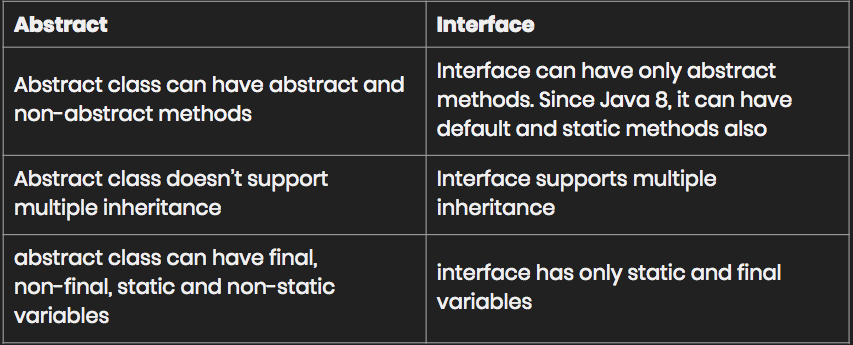 Abstract
Interface
Abstract class can have abstract and
non-abstract methods
Interface can have only abstract
methods. Since Java 8, it can have
default and static methods also
Abstract class doesn't support
multiple inheritance
Interface supports multiple
inheritance
abstract class can have final,
non-final, static and non-static
variables
interface has only static and final
variables